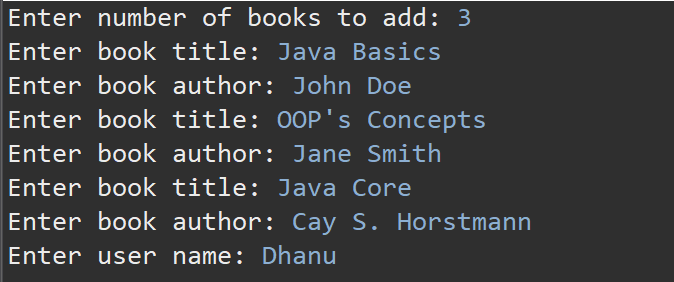 Enter number of books to add: 3
Enter book title: Java Basics
Enter book author: John Doe
Enter book title: OOP's Concepts
Enter book author: Jane Smith
Enter book title: Java Core
Enter book author: Cay S. Horstmann
Enter user name: Dhanu